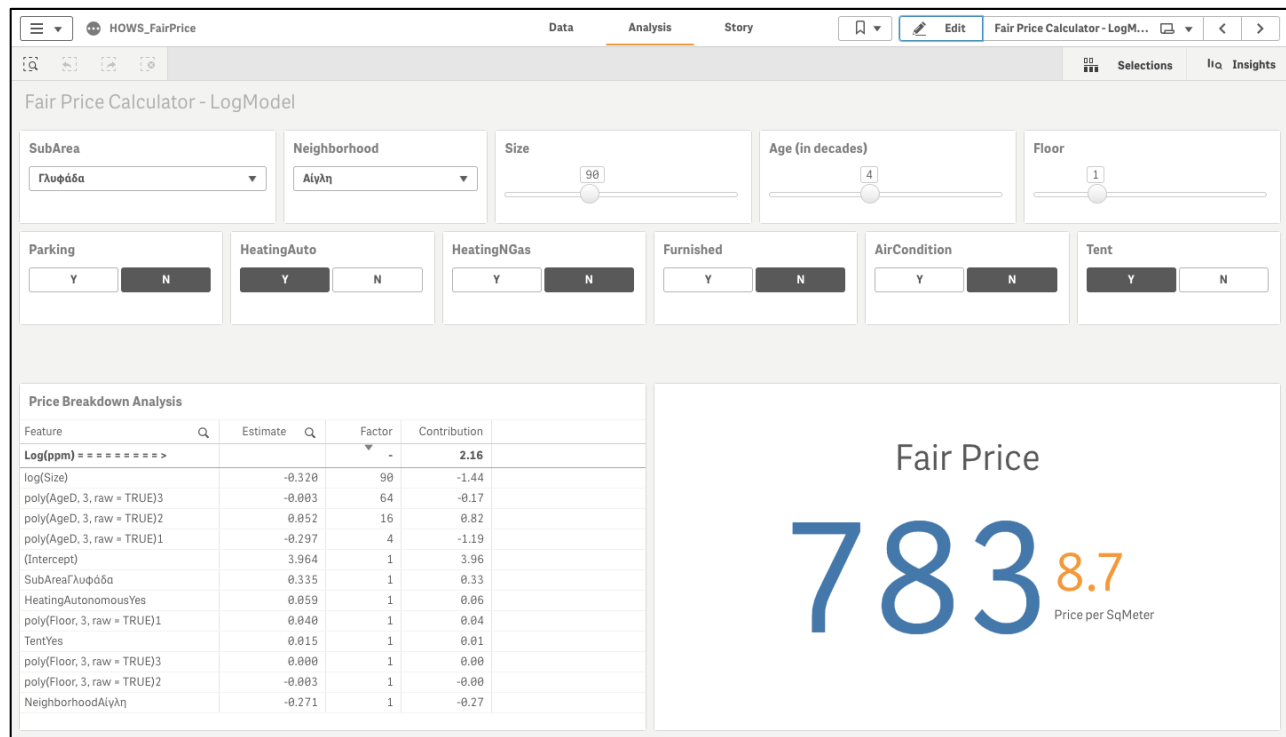 HOWS_FairPrice Data Analysis Story Edit Fair Price Calculator - LogM...
Selections Insights
Fair Price Calculator - LogModel
SubArea Neighborhood Size Age (in decades) Floor
Γλυφάδα Αίγλη 90 4 1
Parking HeatingAuto HeatingNGas Furnished AirCondition Tent
Y N Y N Y N Y N Y N Y N
Price Breakdown Analysis
Feature Estimate Factor Contribution
Log(ppm) = = = = = = = = = > - 2.16
log(Size) -0.320 90 -1.44
poly(AgeD, 3, raw = TRUE)3 -0.003 64 -0.17
poly(AgeD, 3, raw = TRUE)2 0.052 16 0.82
poly(AgeD, 3, raw = TRUE)1 -0.297 4 -1.19
(Intercept) 3.964 1 3.96
SubAreaΓλυφάδα 0.335 1 0.33
HeatingAutonomousYes 0.059 1 0.06
poly(Floor, 3, raw = TRUE)1 0.040 1 0.04
TentYes 0.015 1 0.01
poly(Floor, 3, raw = TRUE)3 0.000 1 0.00
poly(Floor, 3, raw = TRUE)2 -0.003 1 -0.00
NeighborhoodΑίγλη -0.271 1 -0.27
Fair Price
783
8.7
Price per SqMeter